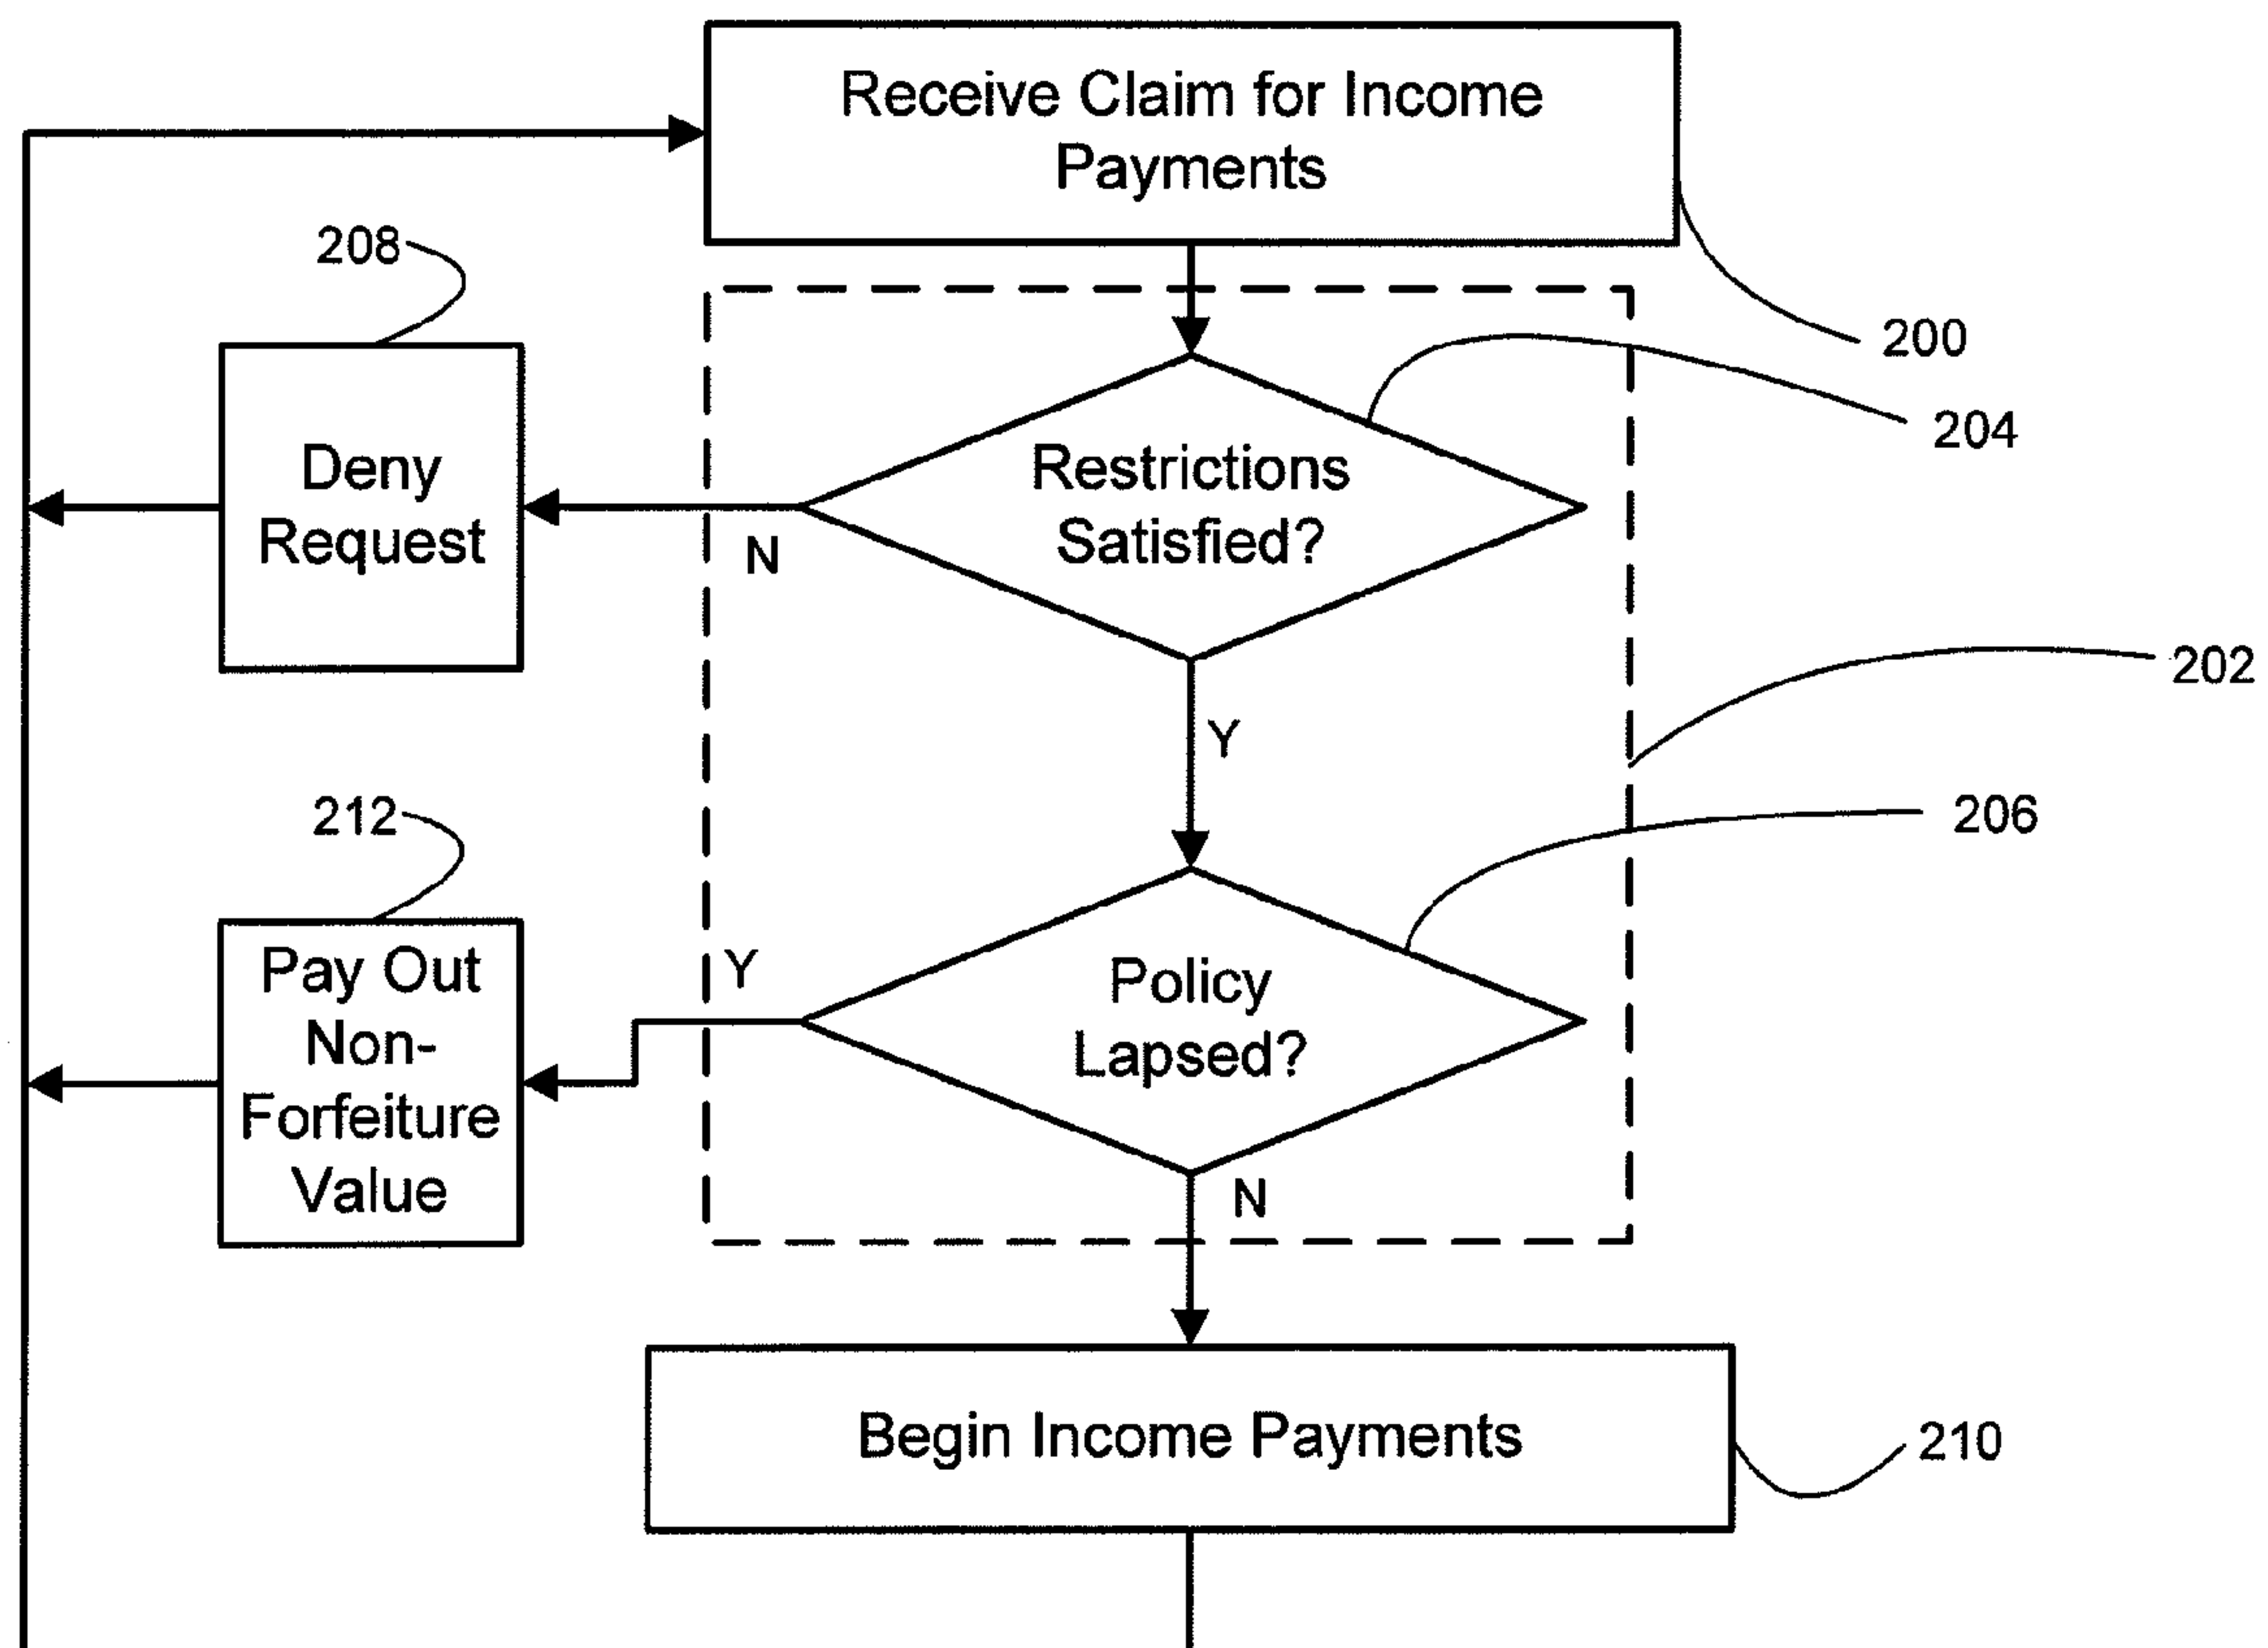 Receive Claim for Income
Payments
200
208
204
Deny
Request
N
Restrictions
Satisfied?
202
Y
212
206
Pay Out
Non-
Forfeiture
Value
Y
Policy
Lapsed?
N
Begin Income Payments
210